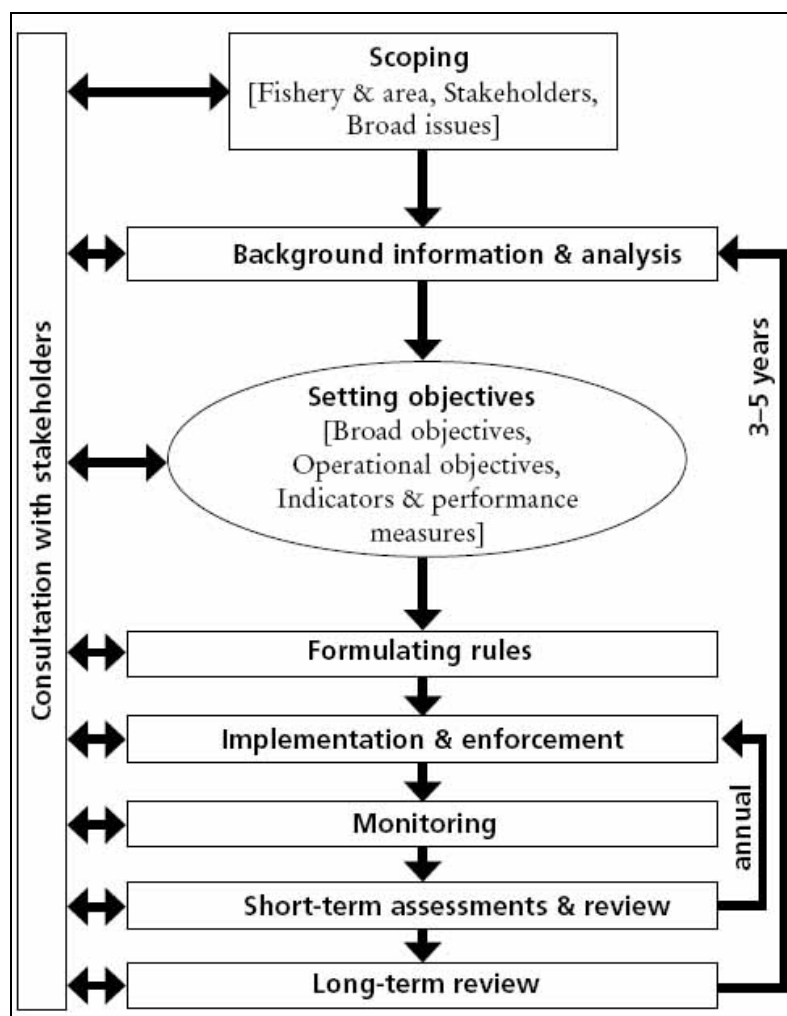 Consultation with stakeholders
Scoping
[Fishery & area, Stakeholders,
Broad issues]
Background information & analysis
Setting objectives
[Broad objectives,
Operational objectives,
Indicators & performance
measures]
3–5 years
Formulating rules
Implementation & enforcement
Monitoring
annual
Short-term assessments & review
Long-term review